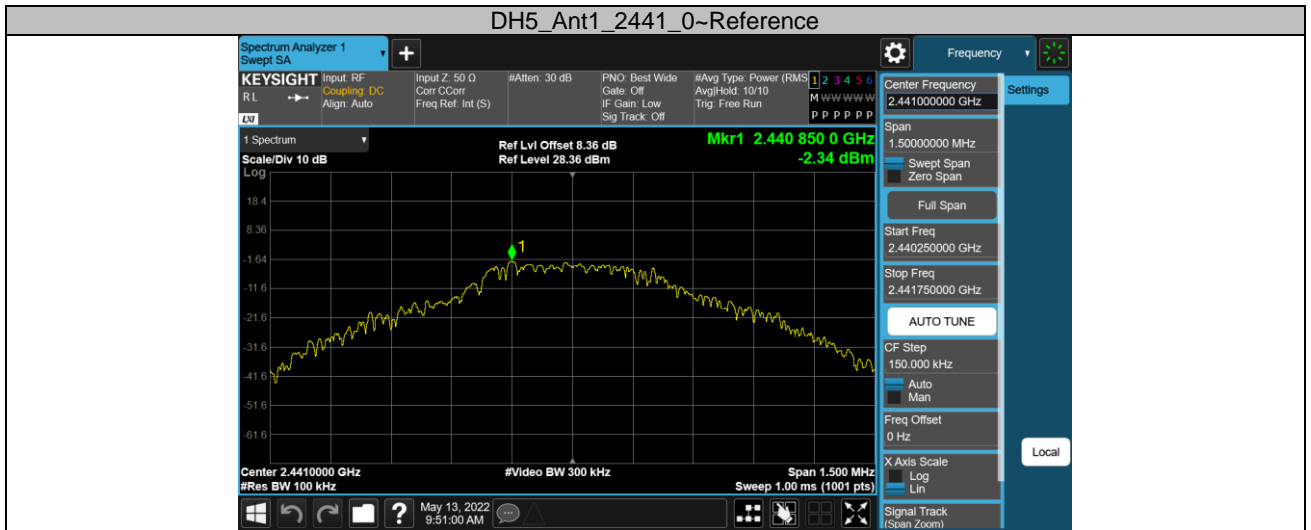 DH5_Ant1_2441_0~Reference
Spectrum Analyzer 1
Swept SA
Frequency
KEYSIGHT
RL
LXI
Input: RF
Coupling: DC
Align: Auto
Input Z: 50 Ω
Corr CCorr
Freq Ref: Int (S)
#Atten: 30 dB
PNO: Best Wide
Gate: Off
IF Gain: Low
Sig Track: Off
#Avg Type: Power (RMS
Avg|Hold: 10/10
Trig: Free Run
1 2 3 4 5 6
M W W W W W
P P P P P P
1 Spectrum
Scale/Div 10 dB
Ref Lvl Offset 8.36 dB
Ref Level 28.36 dBm
Mkr1 2.440 850 0 GHz
-2.34 dBm
Log
18.4
8.36
-1.64
-11.6
-21.6
-31.6
-41.6
-51.6
-61.6
1
Center 2.4410000 GHz
#Res BW 100 kHz
#Video BW 300 kHz
Span 1.500 MHz
Sweep 1.00 ms (1001 pts)
May 13, 2022
9:51:00 AM
Center Frequency
2.441000000 GHz
Settings
Span
1.50000000 MHz
Swept Span
Zero Span
Full Span
Start Freq
2.440250000 GHz
Stop Freq
2.441750000 GHz
AUTO TUNE
CF Step
150.000 kHz
Auto
Man
Freq Offset
0 Hz
X Axis Scale
Log
Lin
Local
Signal Track
(Span Zoom)